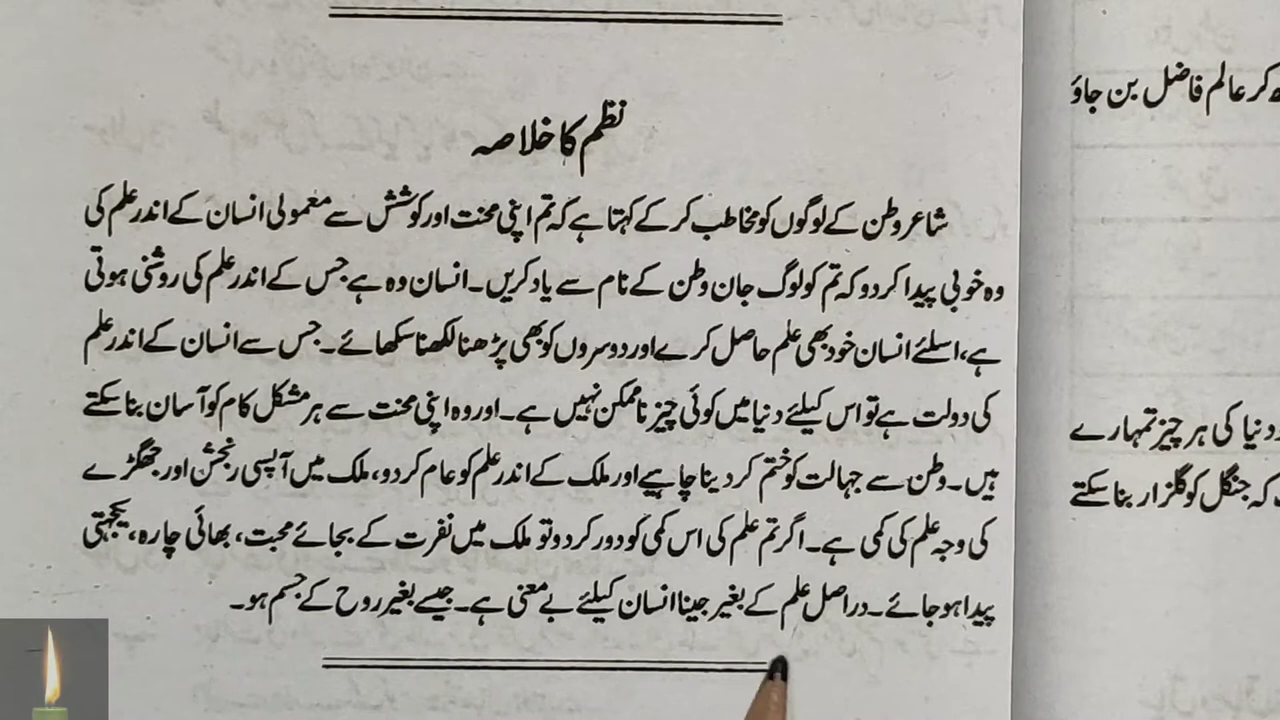 نظم کا خلاصہ
شاعر وطن کے لوگوں کو مخاطب کر کے کہتا ہے کہ تم اپنی محنت اور کوشش سے معمولی انسان کے اندر علم کی
وہ خوبی پیدا کر دو کہ تم کو لوگ جان وطن کے نام سے یاد کریں۔ انسان وہ ہے جس کے اندر علم کی روشنی ہوتی
ہے، اسلئے انسان خود بھی علم حاصل کرے اور دوسروں کو بھی پڑھنا لکھنا سکھائے۔ جس سے انسان کے اندر علم
کی دولت ہے تو اس کیلئے دنیا میں کوئی چیز ناممکن نہیں ہے۔ اور وہ اپنی محنت سے ہر مشکل کام کو آسان بنا سکتے
ہیں۔ وطن سے جہالت کو ختم کر دینا چاہیے اور ملک کے اندر علم کو عام کر دو، ملک میں آپسی رنجش اور جھگڑے
کی وجہ علم کی کمی ہے۔ اگر تم علم کی اس کمی کو دور کر دو تو ملک میں نفرت کے بجائے محبت، بھائی چارہ، یکجہتی
پیدا ہو جائے۔ دراصل علم کے بغیر جینا انسان کیلئے بے معنی ہے۔ جیسے بغیر روح کے جسم ہو۔
کر عالم فاضل بن جاؤ
دنیا کی ہر چیز تمہارے
کہ جنگل کو گلزار بنا سکتے